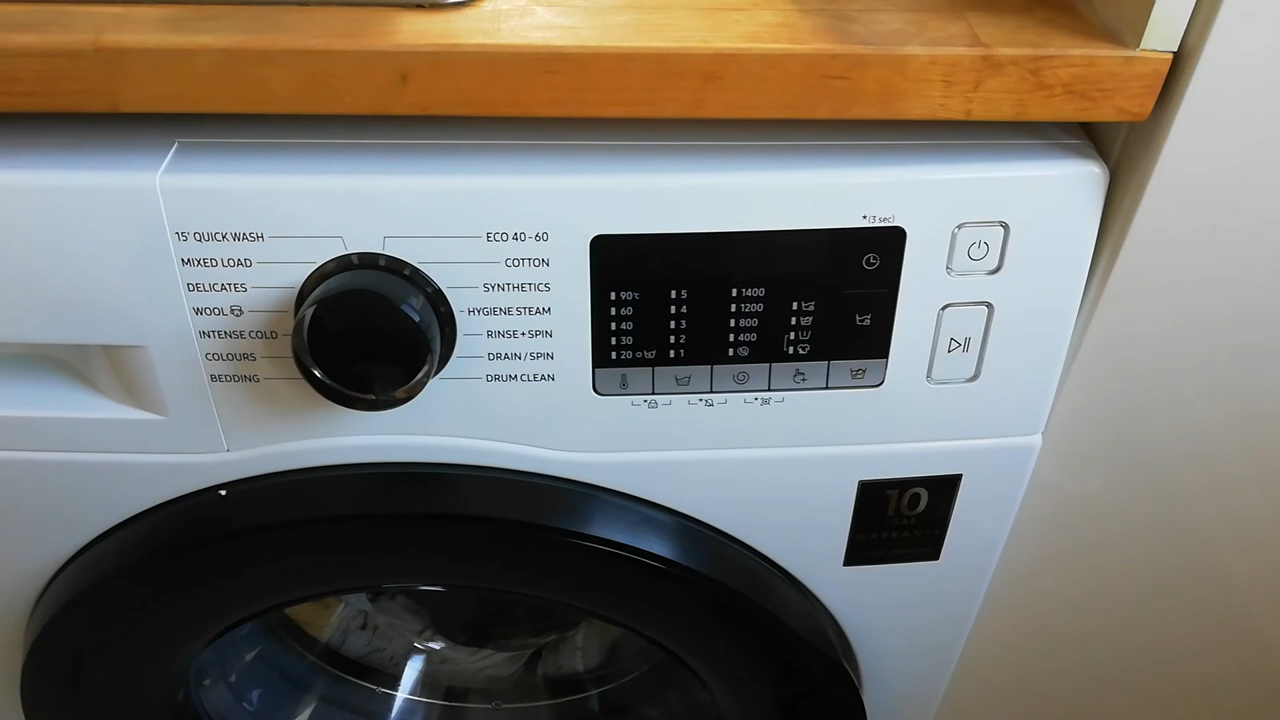 15' QUICK WASH
MIXED LOAD
DELICATES
WOOL
INTENSE COLD
COLOURS
BEDDING
ECO 40-60
COTTON
SYNTHETICS
HYGIENE STEAM
RINSE+SPIN
DRAIN/SPIN
DRUM CLEAN
*(3 sec)
90℃ 5 1400
60 4 1200
40 3 800
30 2 400
20 1
10
YEAR
WARRANTY